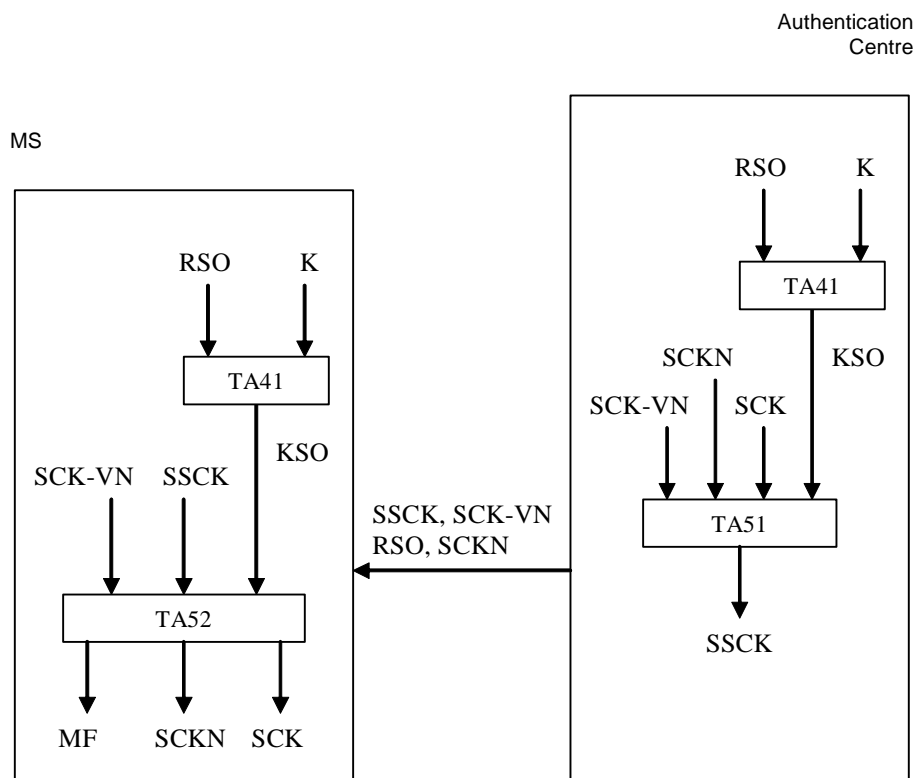 Authentication
Centre
MS
RSO K
TA41
KSO
SCK-VN SSCK
TA52
MF SCKN SCK
SSCK, SCK-VN
RSO, SCKN
RSO K
TA41
SCKN KSO
SCK-VN SCK
TA51
SSCK